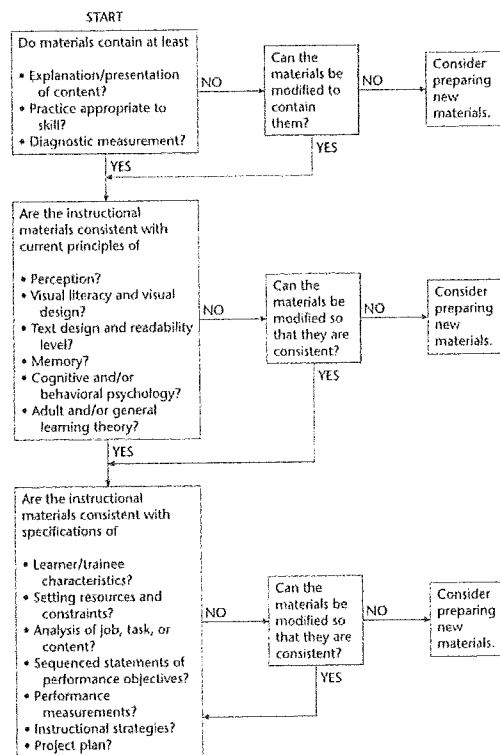 START
Do materials contain at least
• Explanation/presentation
of content?
• Practice appropriate to
skill?
• Diagnostic measurement?
NO
Can the
materials be
modified to
contain
them?
NO
Consider
preparing
new
materials.
YES
YES
Are the instructional
materials consistent with
current principles of
• Perception?
• Visual literacy and visual
design?
• Text design and readability
level?
• Memory?
• Cognitive and/or
behavioral psychology?
• Adult and/or general
learning theory?
NO
Can the
materials be
modified so
that they are
consistent?
NO
Consider
preparing
new
materials.
YES
YES
Are the instructional
materials consistent with
specifications of
• Learner/trainee
characteristics?
• Setting resources and
constraints?
• Analysis of job, task, or
content?
• Sequenced statements of
performance objectives?
• Performance
measurements?
• Instructional strategies?
• Project plan?
NO
Can the
materials be
modified so
that they are
consistent?
NO
Consider
preparing
new
materials.
YES